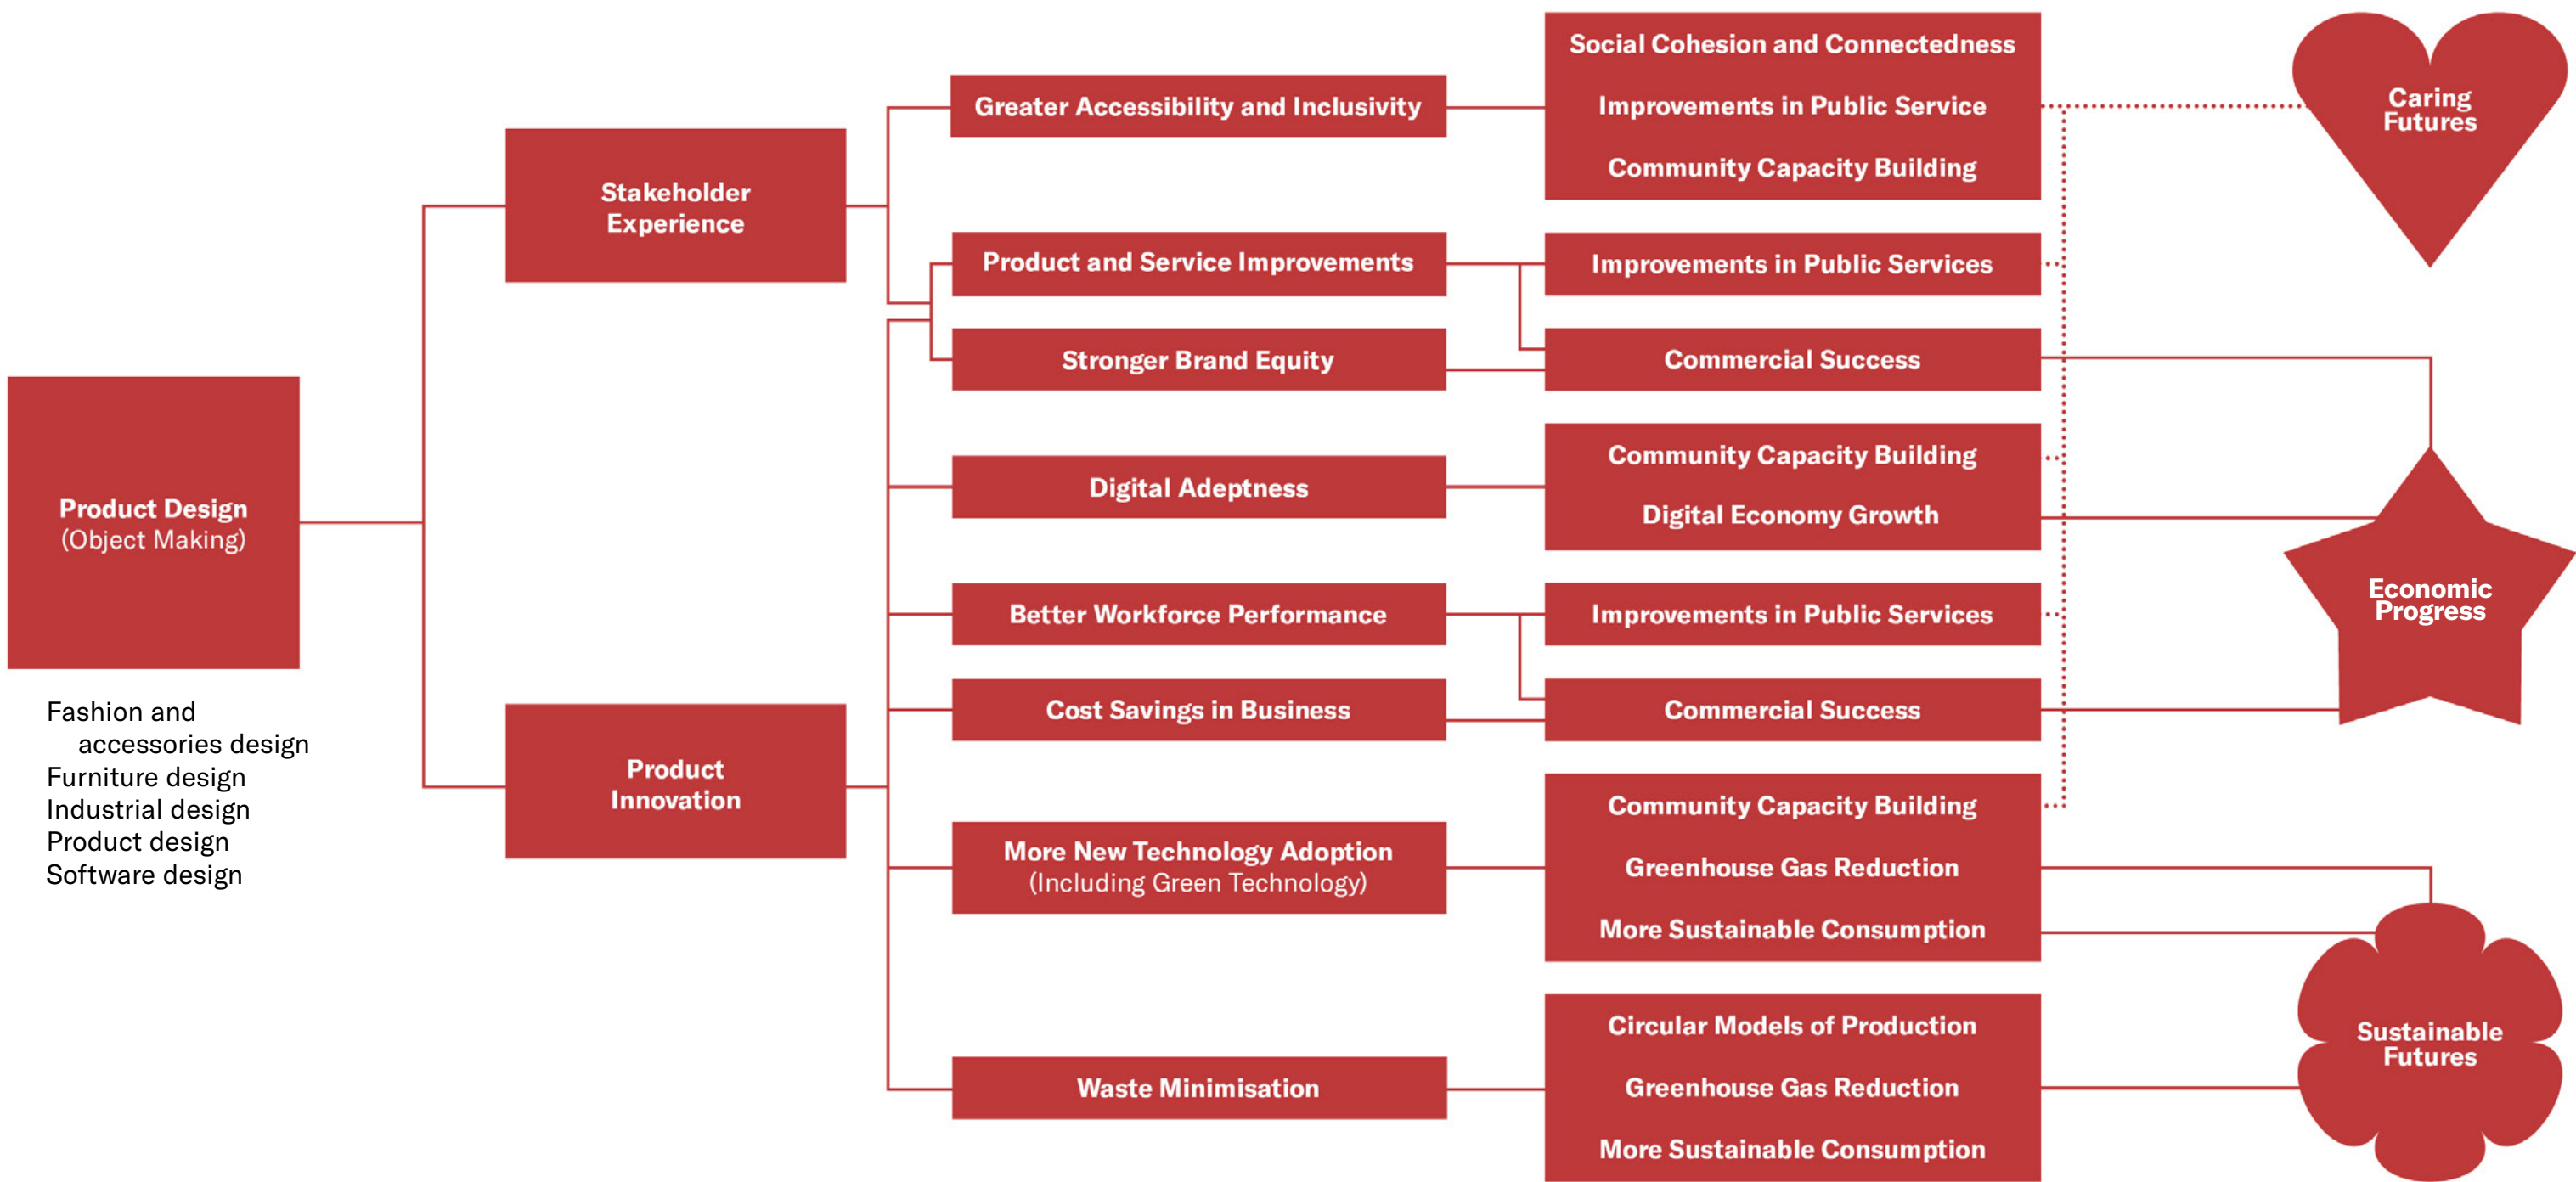 Product Design
(Object Making)
Fashion and
accessories design
Furniture design
Industrial design
Product design
Software design
Stakeholder
Experience
Product
Innovation
Greater Accessibility and Inclusivity
Product and Service Improvements
Stronger Brand Equity
Digital Adeptness
Better Workforce Performance
Cost Savings in Business
More New Technology Adoption
(Including Green Technology)
Waste Minimisation
Social Cohesion and Connectedness
Improvements in Public Service
Community Capacity Building
Improvements in Public Services
Commercial Success
Community Capacity Building
Digital Economy Growth
Improvements in Public Services
Commercial Success
Community Capacity Building
Greenhouse Gas Reduction
More Sustainable Consumption
Circular Models of Production
Greenhouse Gas Reduction
More Sustainable Consumption
Caring
Futures
Economic
Progress
Sustainable
Futures